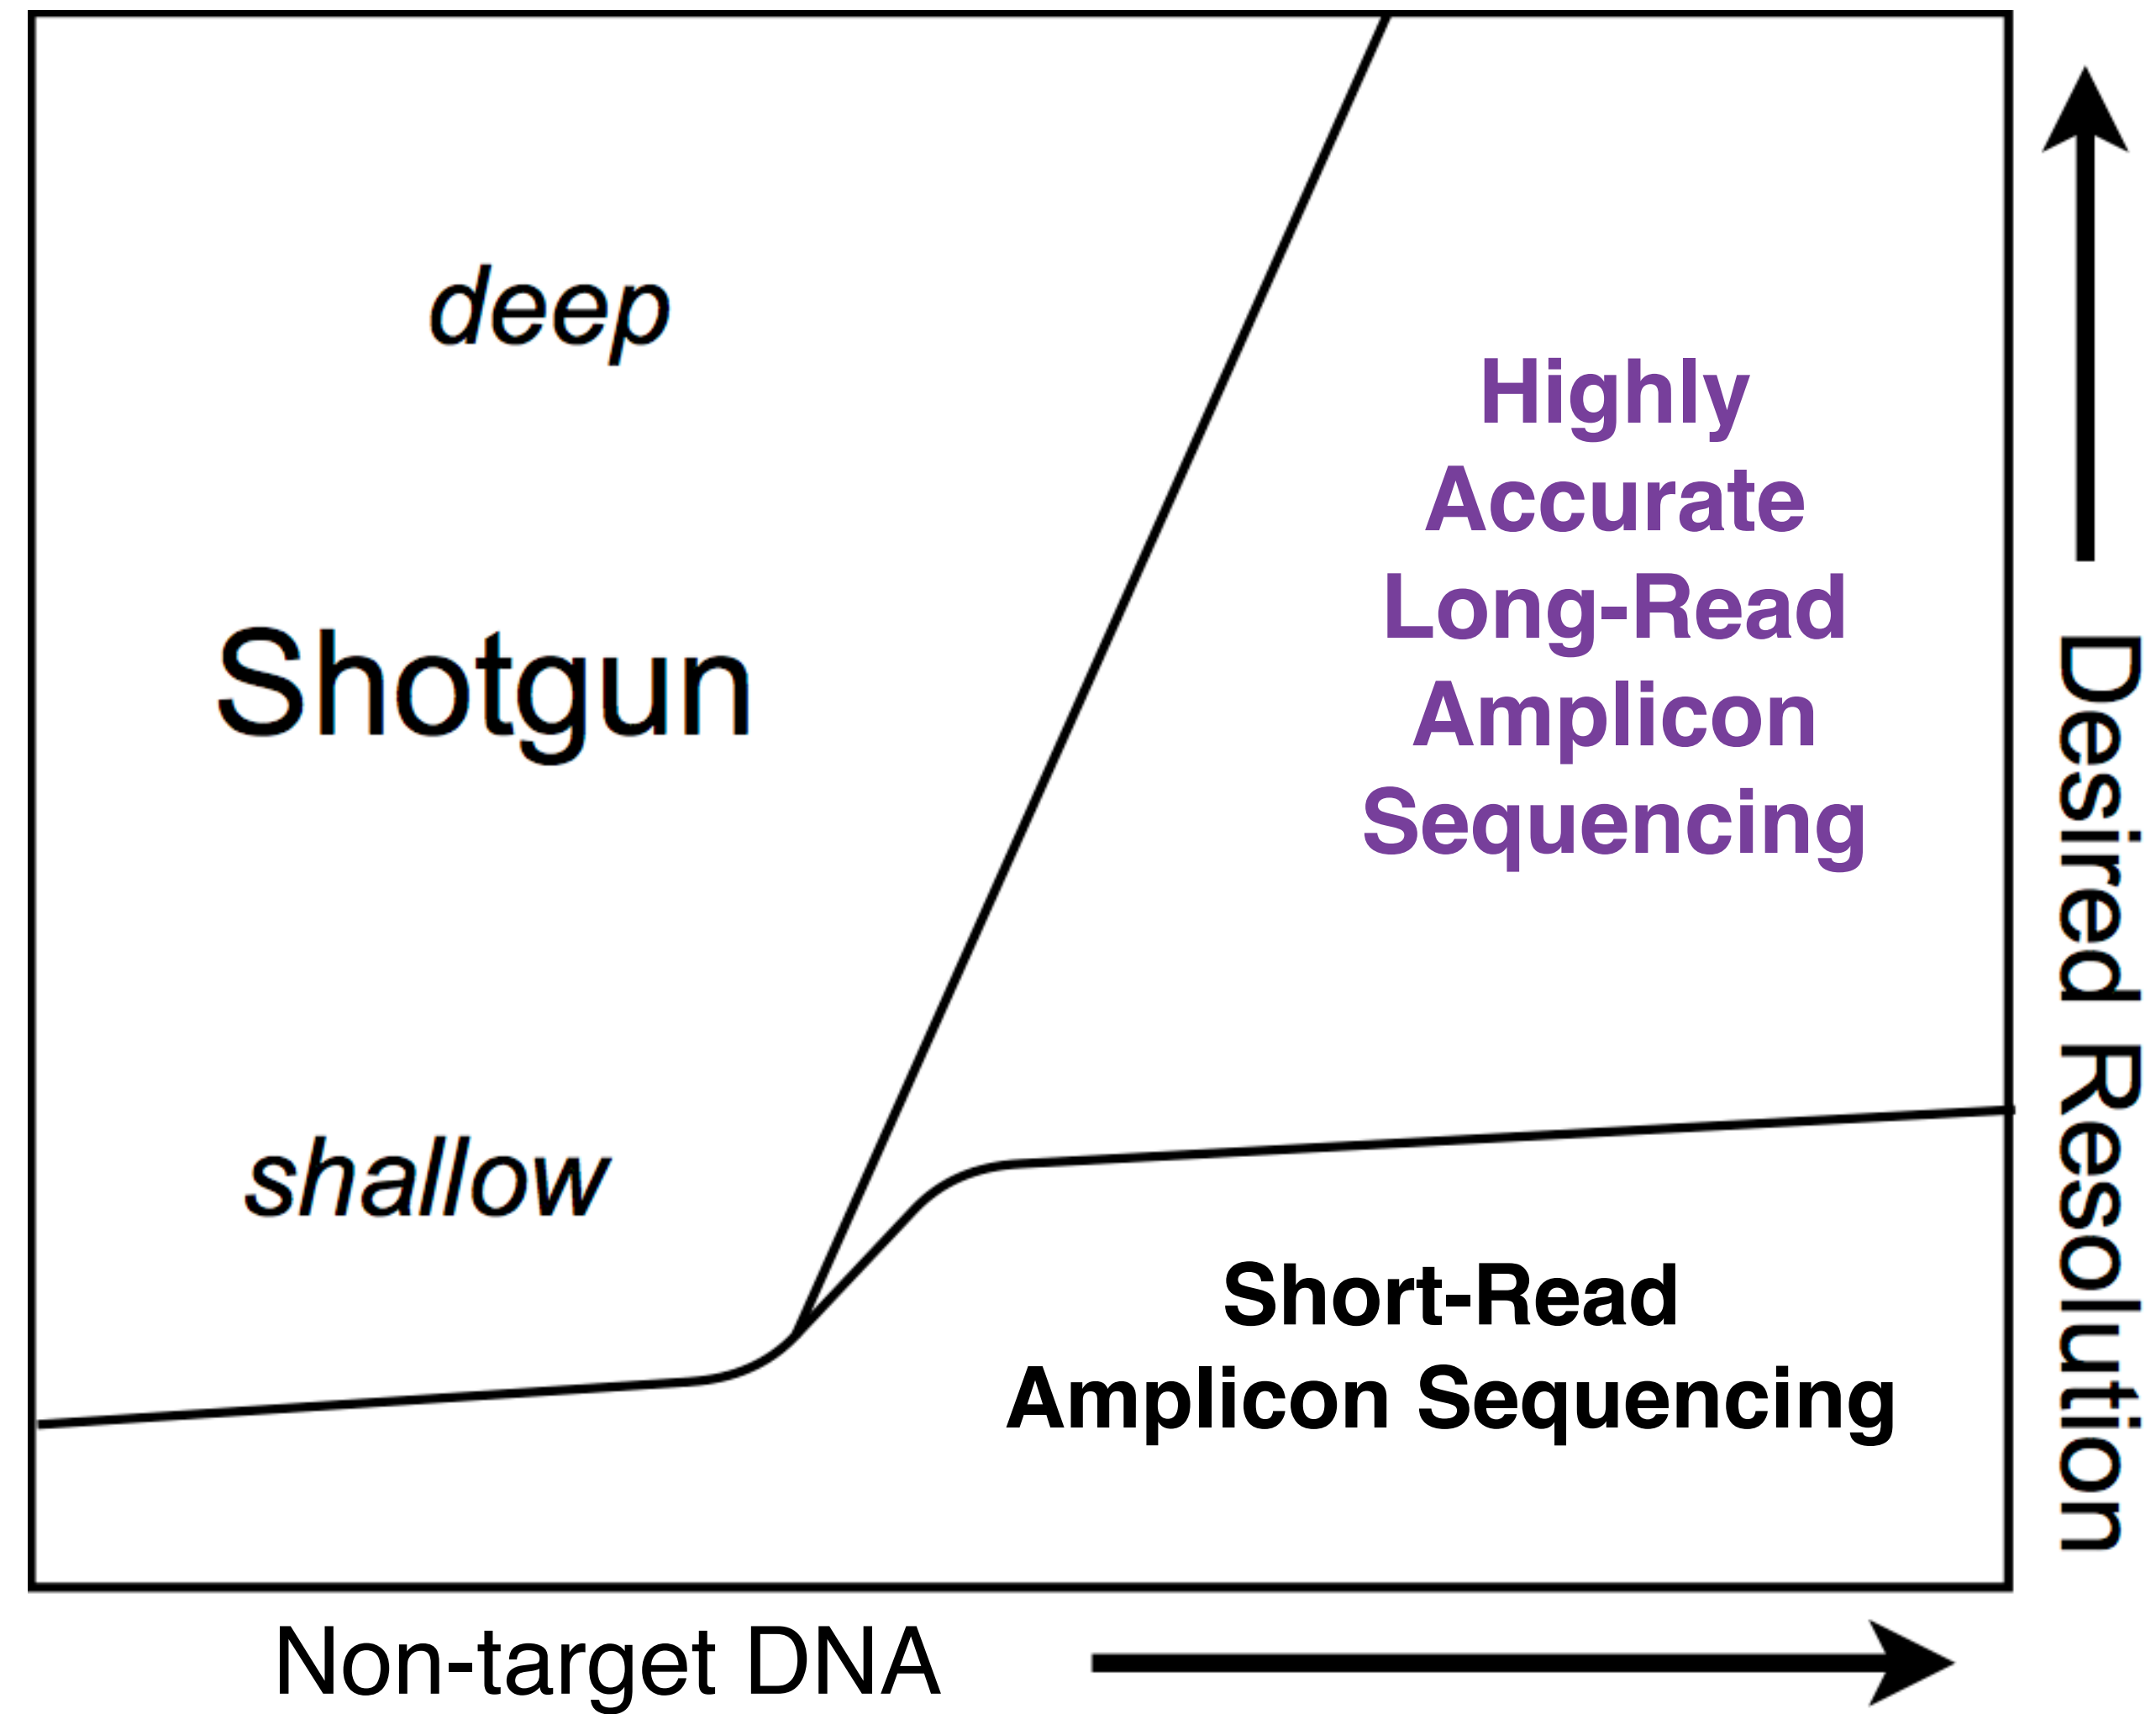 deep
Shotgun
shallow
Highly
Accurate
Long-Read
Amplicon
Sequencing
Short-Read
Amplicon Sequencing
Non-target DNA
Desired Resolution